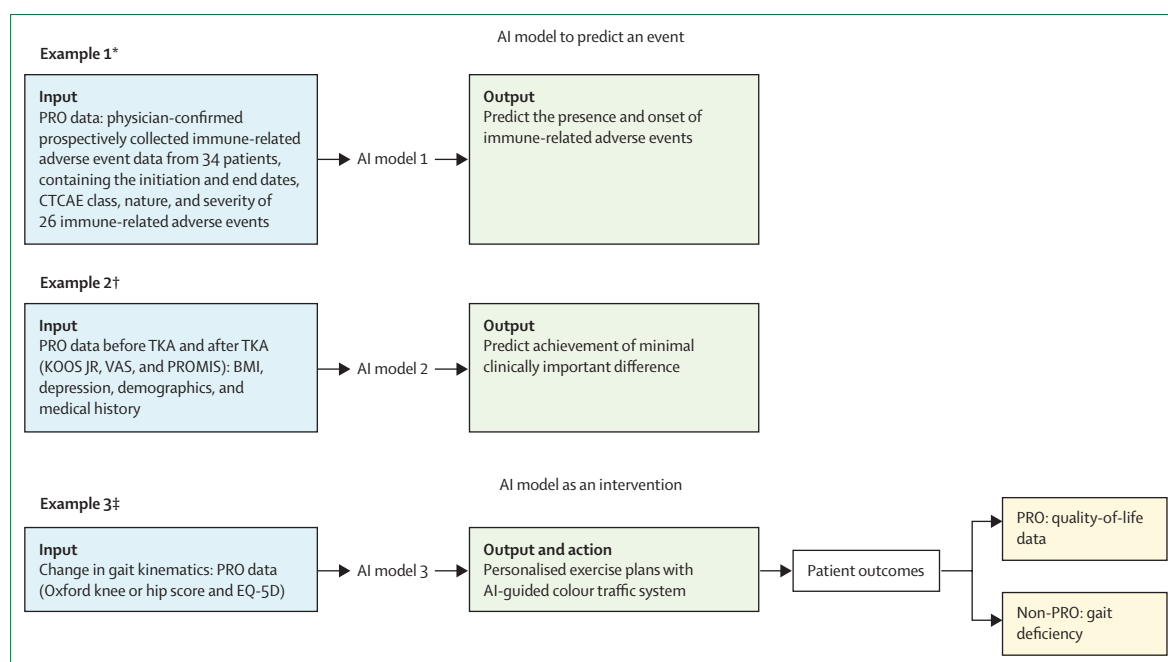 AI model to predict an event
Example 1*
Input
PRO data: physician-confirmed
prospectively collected immune-related
adverse event data from 34 patients,
containing the initiation and end dates,
CTCAE class, nature, and severity of
26 immune-related adverse events
AI model 1
Output
Predict the presence and onset of
immune-related adverse events
Example 2†
Input
PRO data before TKA and after TKA
(KOOS JR, VAS, and PROMIS): BMI,
depression, demographics, and
medical history
AI model 2
Output
Predict achievement of minimal
clinically important difference
AI model as an intervention
Example 3‡
Input
Change in gait kinematics: PRO data
(Oxford knee or hip score and EQ-5D)
AI model 3
Output and action
Personalised exercise plans with
AI-guided colour traffic system
Patient outcomes
PRO: quality-of-life
data
Non-PRO: gait
deficiency